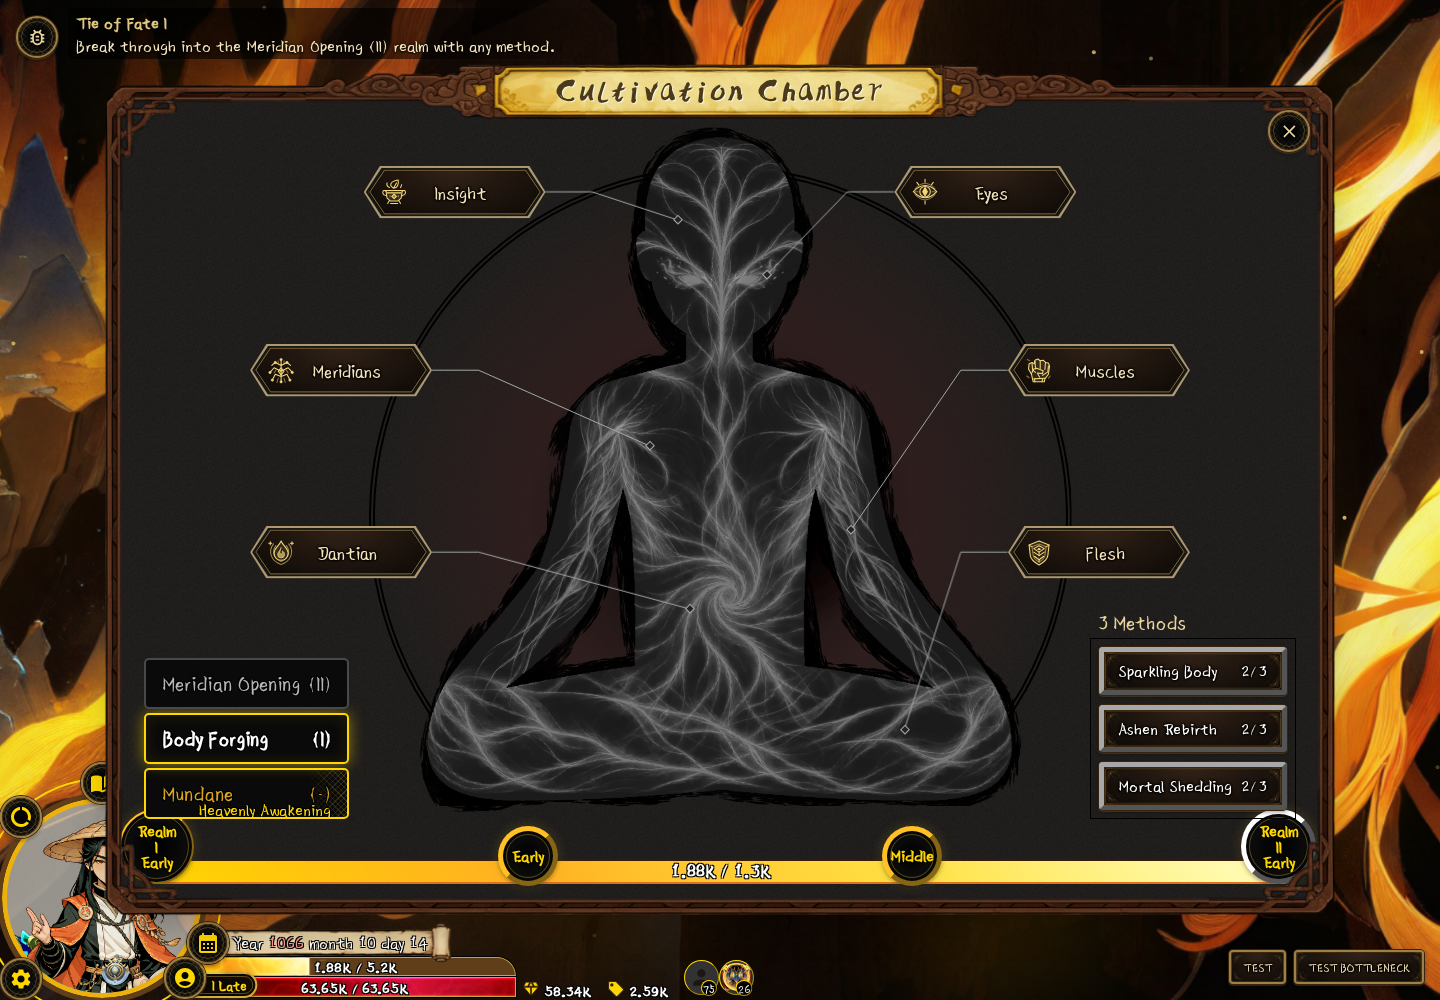 Tie of Fate I
Break through into the Meridian Opening (II) realm with any method.
Cultivation Chamber
Insight
Eyes
Meridians
Muscles
Dantian
Flesh
3 Methods
Sparkling Body 2/3
Ashen Rebirth 2/3
Mortal Shedding 2/3
Meridian Opening (II)
Body Forging (I)
Mundane (-)
Heavenly Awakening
Realm
I
Early
Early
1.88K / 1.3K
Middle
Realm
II
Early
Year 1066 month 10 day 14
1.88K / 5.2K
I Late
63.65K / 63.65K
58.34K
2.59K
75
26
TEST
TEST BOTTLENECK